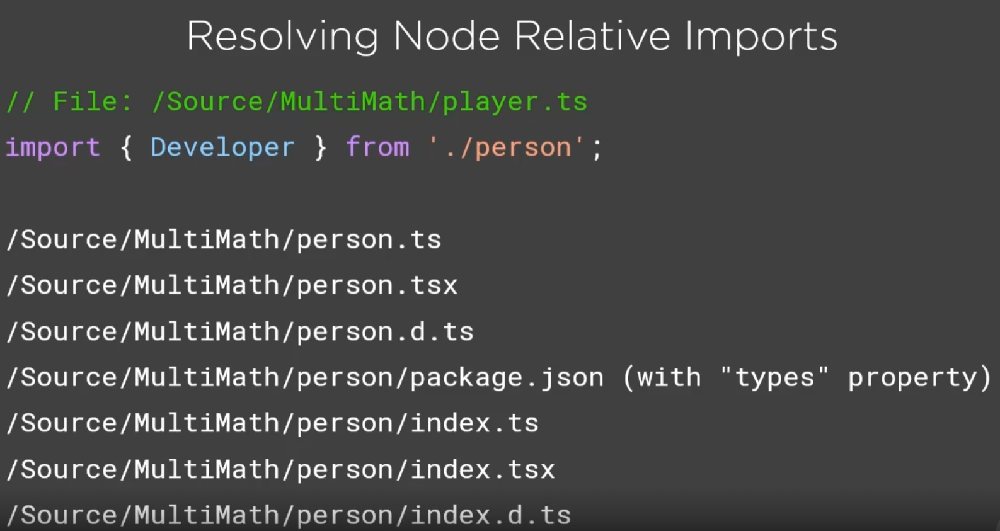 Resolving Node Relative Imports
// File: /Source/MultiMath/player.ts
import { Developer } from './person';
/Source/MultiMath/person.ts
/Source/MultiMath/person.tsx
/Source/MultiMath/person.d.ts
/Source/MultiMath/person/package.json (with "types" property)
/Source/MultiMath/person/index.ts
/Source/MultiMath/person/index.tsx
/Source/MultiMath/person/index.d.ts